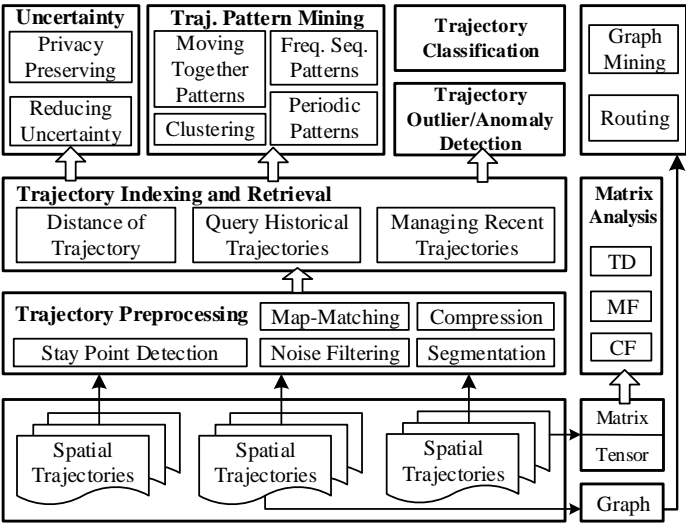 Uncertainty
Privacy
Preserving
Reducing
Uncertainty
Traj. Pattern Mining
Moving
Together
Patterns
Freq. Seq.
Patterns
Clustering
Periodic
Patterns
Trajectory
Classification
Trajectory
Outlier/Anomaly
Detection
Graph
Mining
Routing
Trajectory Indexing and Retrieval
Distance of
Trajectory
Query Historical
Trajectories
Managing Recent
Trajectories
Matrix
Analysis
TD
MF
CF
Trajectory Preprocessing
Map-Matching
Compression
Stay Point Detection
Noise Filtering
Segmentation
Spatial
Trajectories
Spatial
Trajectories
Spatial
Trajectories
Matrix
Tensor
Graph